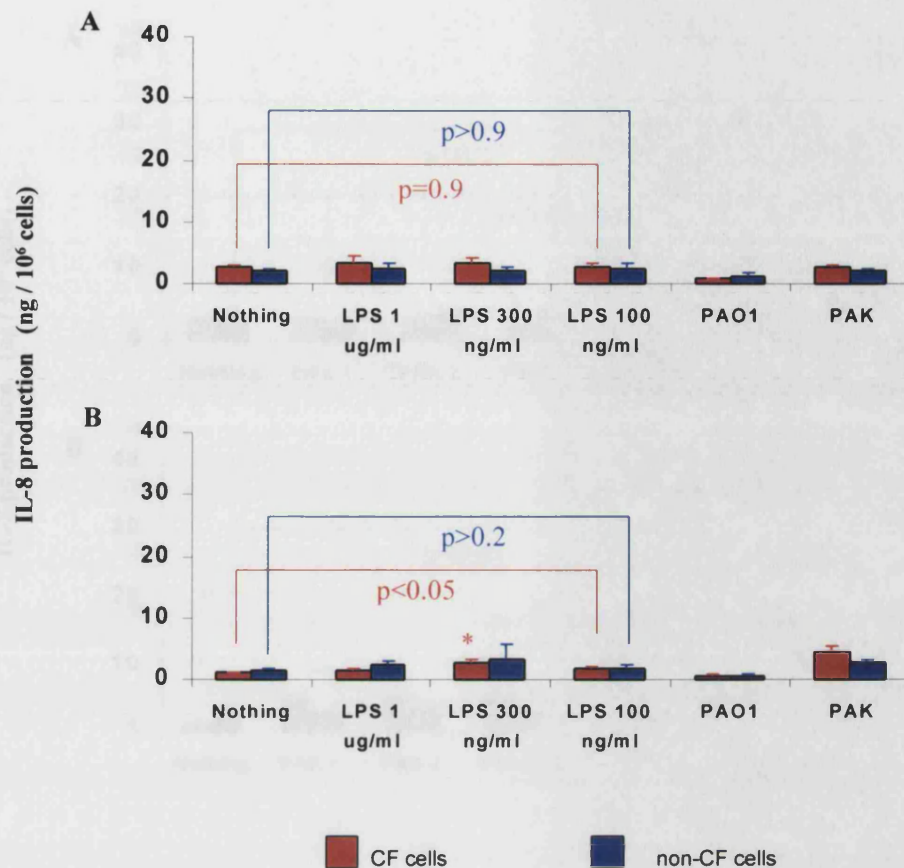 A
40
30
20
10
0
p>0.9
p=0.9
Nothing
LPS 1 ug/ml
LPS 300 ng/ml
LPS 100 ng/ml
PAO1
PAK
IL-8 production (ng / 10⁶ cells)
B
40
30
20
10
0
p>0.2
p<0.05
*
Nothing
LPS 1 ug/ml
LPS 300 ng/ml
LPS 100 ng/ml
PAO1
PAK
CF cells
non-CF cells